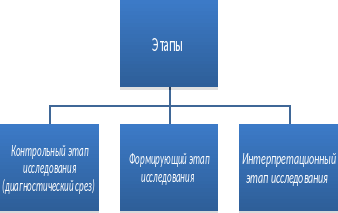 Этапы
Контрольный этап
исследования
(диагностический срез)
Формирующий этап
исследования
Интерпретационный
этап исследования